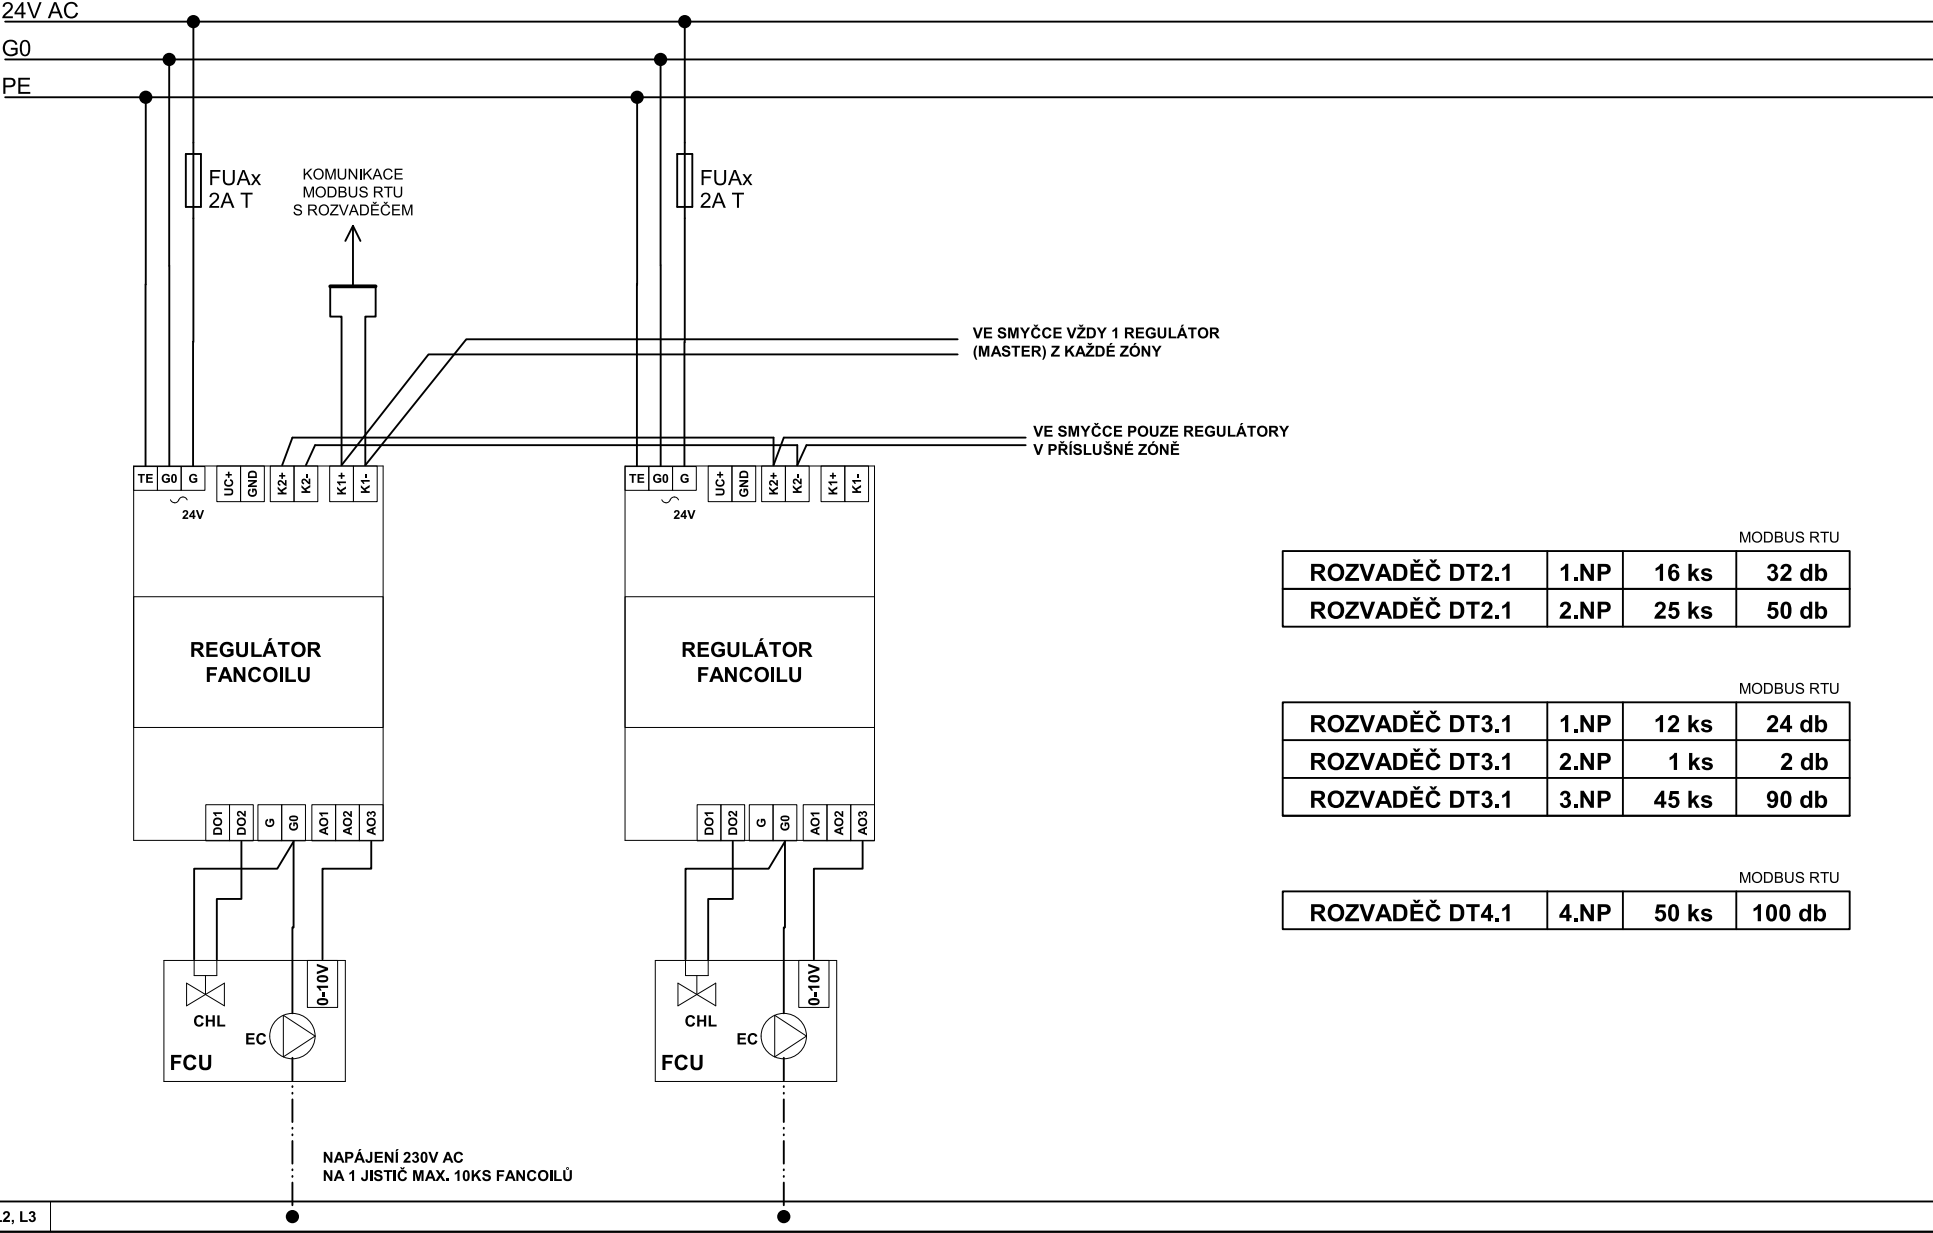 24V AC
G0
PE
FUAx
2A T
KOMUNIKACE
MODBUS RTU
S ROZVADĚČEM
FUAx
2A T
VE SMYČCE VŽDY 1 REGULÁTOR
(MASTER) Z KAŽDÉ ZÓNY
VE SMYČCE POUZE REGULÁTORY
V PŘÍSLUŠNÉ ZÓNĚ
TE G0 G UC+ GND K2+ K2- K1+ K1-
24V
TE G0 G UC+ GND K2+ K2- K1+ K1-
24V
REGULÁTOR
FANCOILU
REGULÁTOR
FANCOILU
MODBUS RTU
ROZVADĚČ DT2.1 1.NP 16 ks 32 db
ROZVADĚČ DT2.1 2.NP 25 ks 50 db
MODBUS RTU
ROZVADĚČ DT3.1 1.NP 12 ks 24 db
ROZVADĚČ DT3.1 2.NP 1 ks 2 db
ROZVADĚČ DT3.1 3.NP 45 ks 90 db
MODBUS RTU
ROZVADĚČ DT4.1 4.NP 50 ks 100 db
DO1 DO2 G G0 AO1 AO2 AO3
DO1 DO2 G G0 AO1 AO2 AO3
0-10V
CHL
EC
FCU
0-10V
CHL
EC
FCU
NAPÁJENÍ 230V AC
NA 1 JISTIČ MAX. 10KS FANCOILŮ
L2, L3